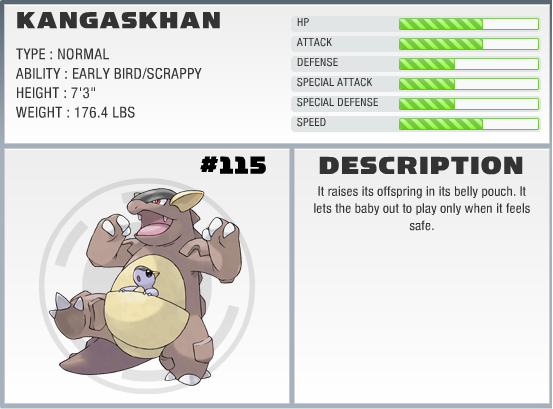 KANGASKHAN
TYPE : NORMAL
ABILITY : EARLY BIRD/SCRAPPY
HEIGHT : 7'3"
WEIGHT : 176.4 LBS
HP
ATTACK
DEFENSE
SPECIAL ATTACK
SPECIAL DEFENSE
SPEED
#115
DESCRIPTION
It raises its offspring in its belly pouch. It
lets the baby out to play only when it feels
safe.